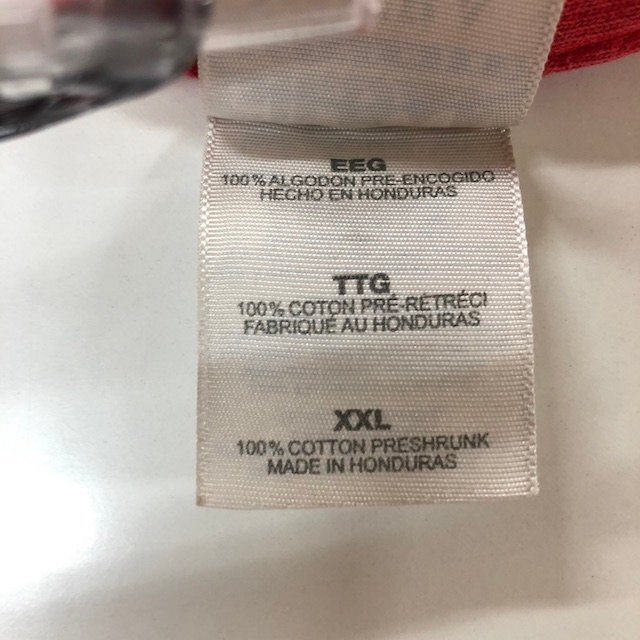 EEG
100% ALGODON PRE-ENCOGIDO
HECHO EN HONDURAS
TTG
100% COTON PRÉ-RÉTRÉCI
FABRIQUÉ AU HONDURAS
XXL
100% COTTON PRESHRUNK
MADE IN HONDURAS